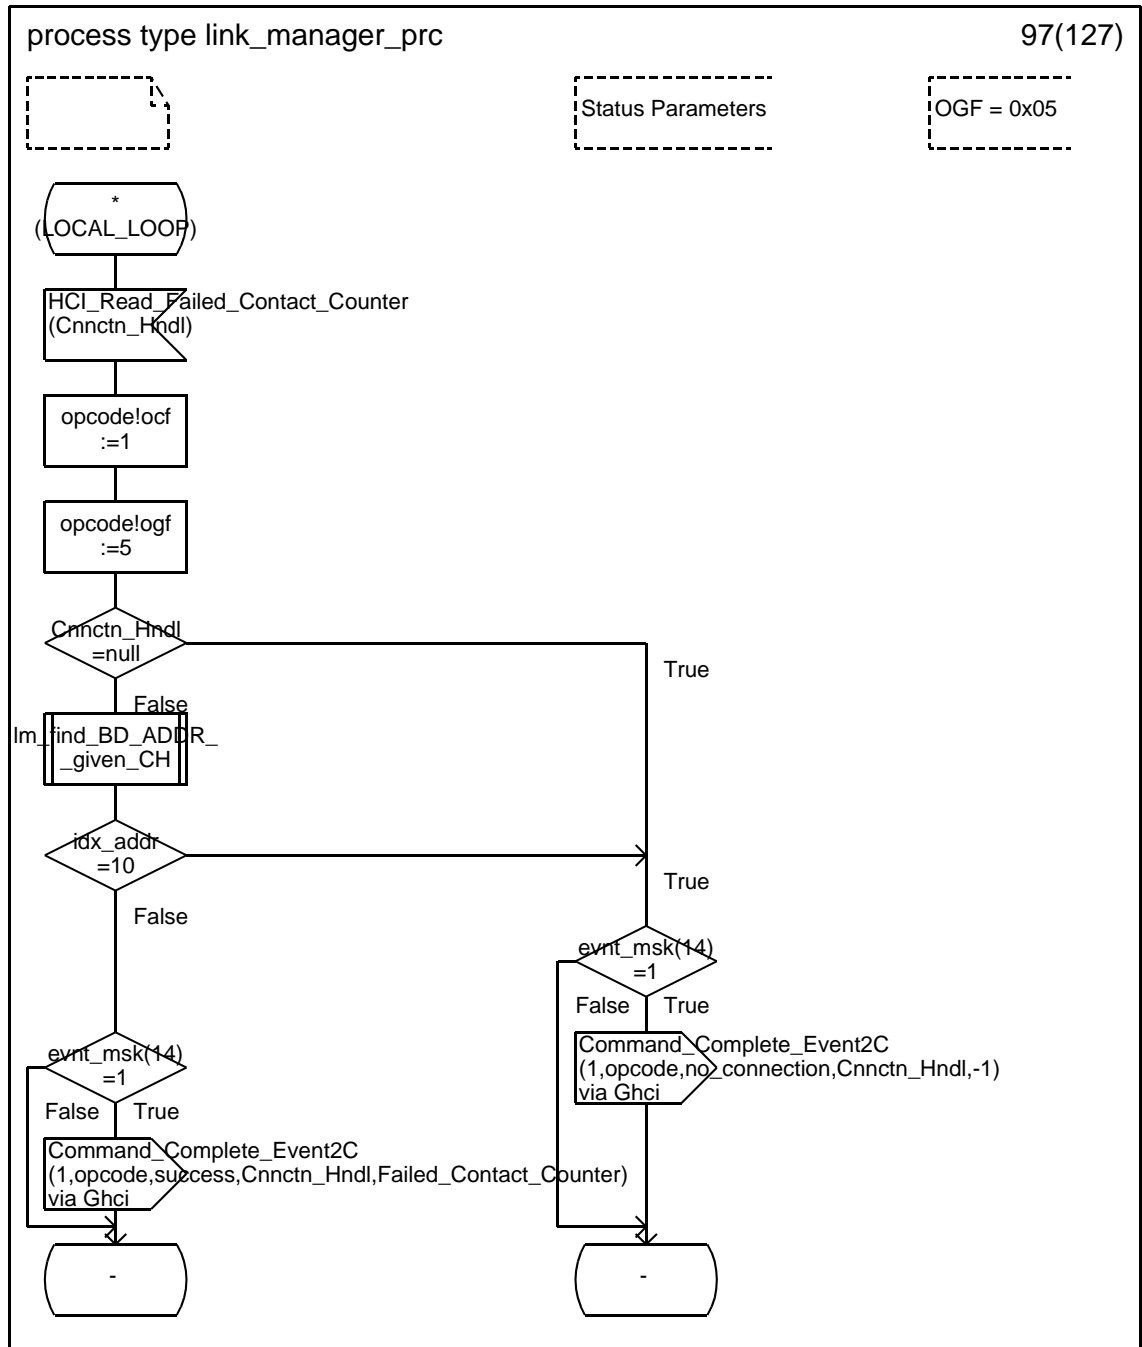 process type link_manager_prc
97(127)
Status Parameters
OGF = 0x05
*
(LOCAL_LOOP)
HCI_Read_Failed_Contact_Counter
(Cnnctn_Hndl)
opcode!ocf
:=1
opcode!ogf
:=5
Cnnctn_Hndl
=null
True
False
lm_find_BD_ADDR_
_given_CH
idx_addr
=10
True
False
evnt_msk(14)
=1
False
True
Command_Complete_Event2C
(1,opcode,no_connection,Cnnctn_Hndl,-1)
via Ghci
evnt_msk(14)
=1
False
True
Command_Complete_Event2C
(1,opcode,success,Cnnctn_Hndl,Failed_Contact_Counter)
via Ghci
-
-